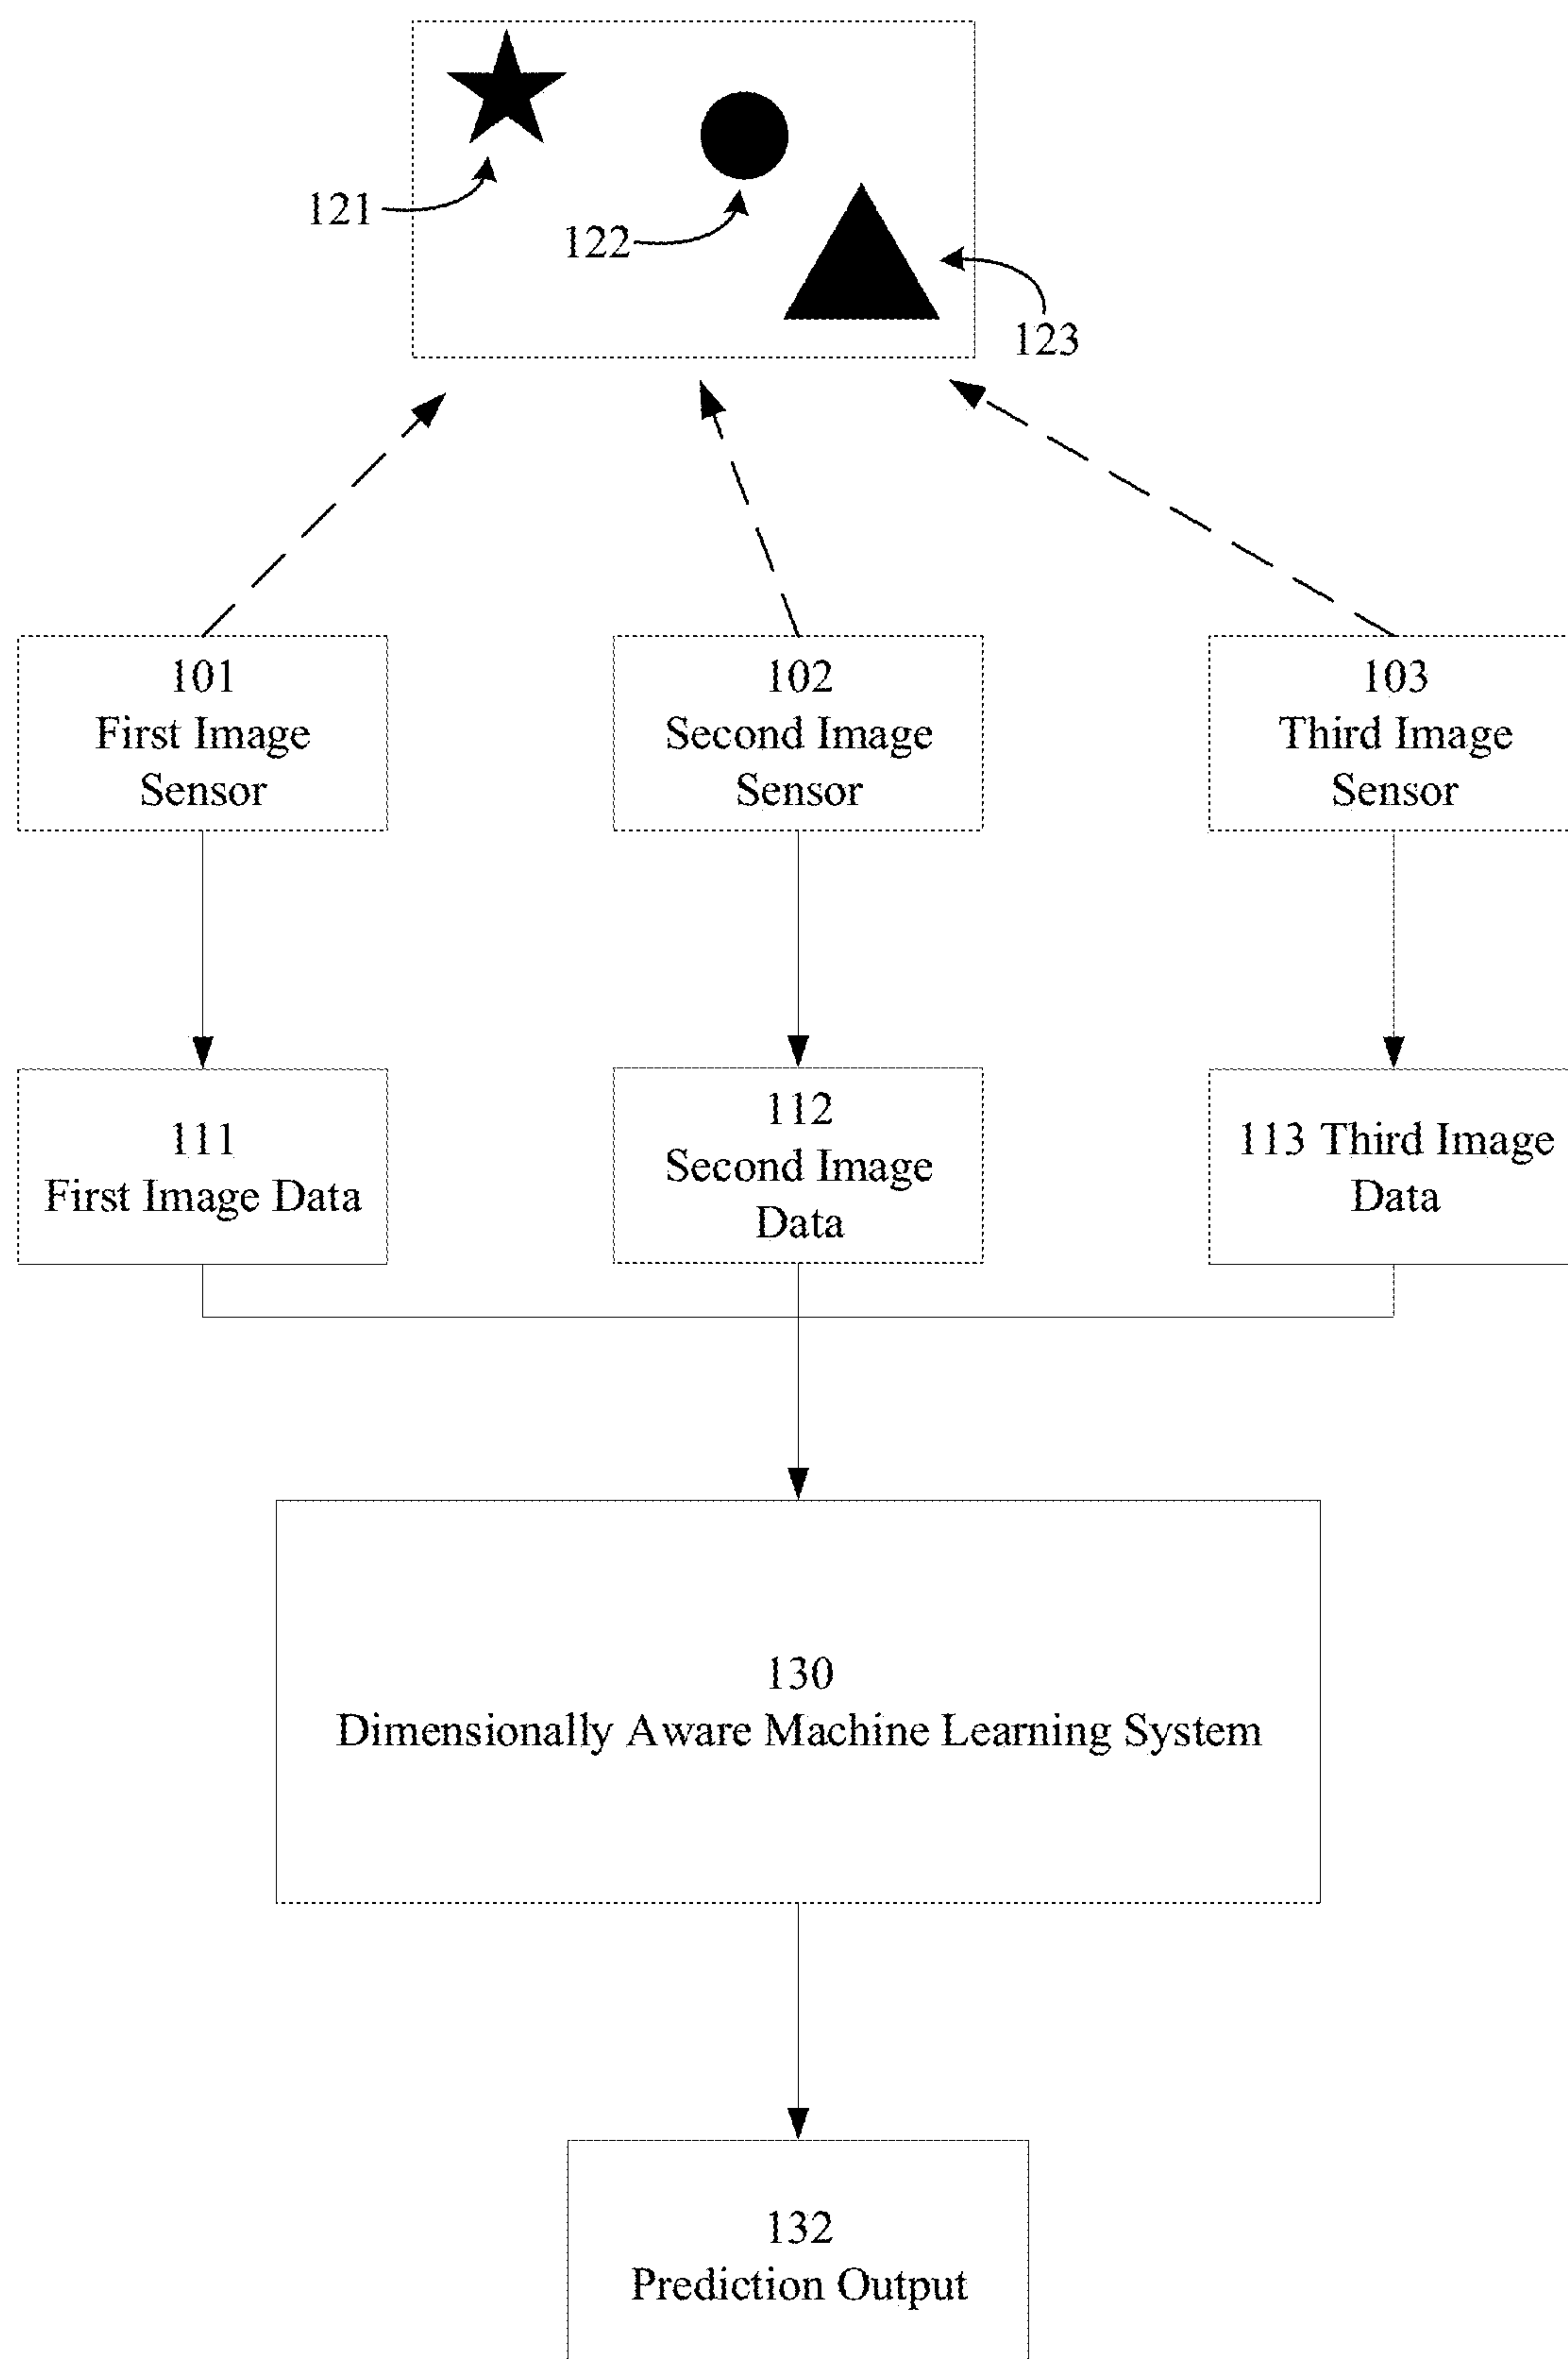 121
122
123
101
First Image
Sensor
102
Second Image
Sensor
103
Third Image
Sensor
111
First Image Data
112
Second Image
Data
113 Third Image
Data
130
Dimensionally Aware Machine Learning System
132
Prediction Output